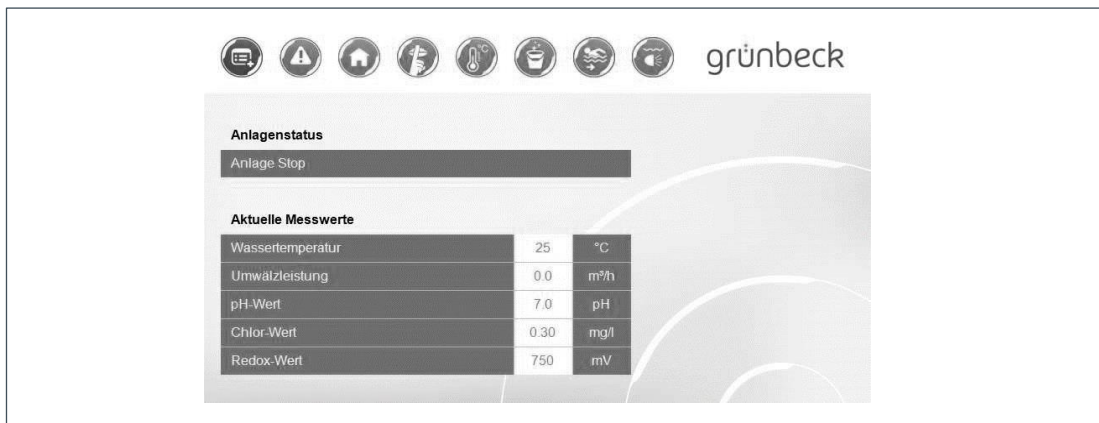 grünbeck
Anlagenstatus
Anlage Stop
Aktuelle Messwerte
Wassertemperatur 25 °C
Umwälzleistung 0.0 m³/h
pH-Wert 7.0 pH
Chlor-Wert 0.30 mg/l
Redox-Wert 750 mV